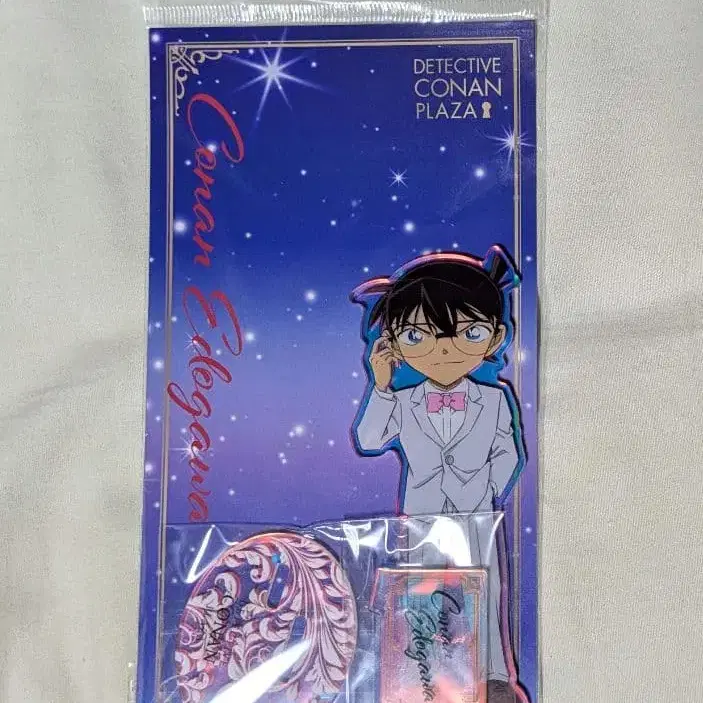 DETECTIVE
CONAN
PLAZA
Conan Edogawa
CONAN
Conan
Edogawa